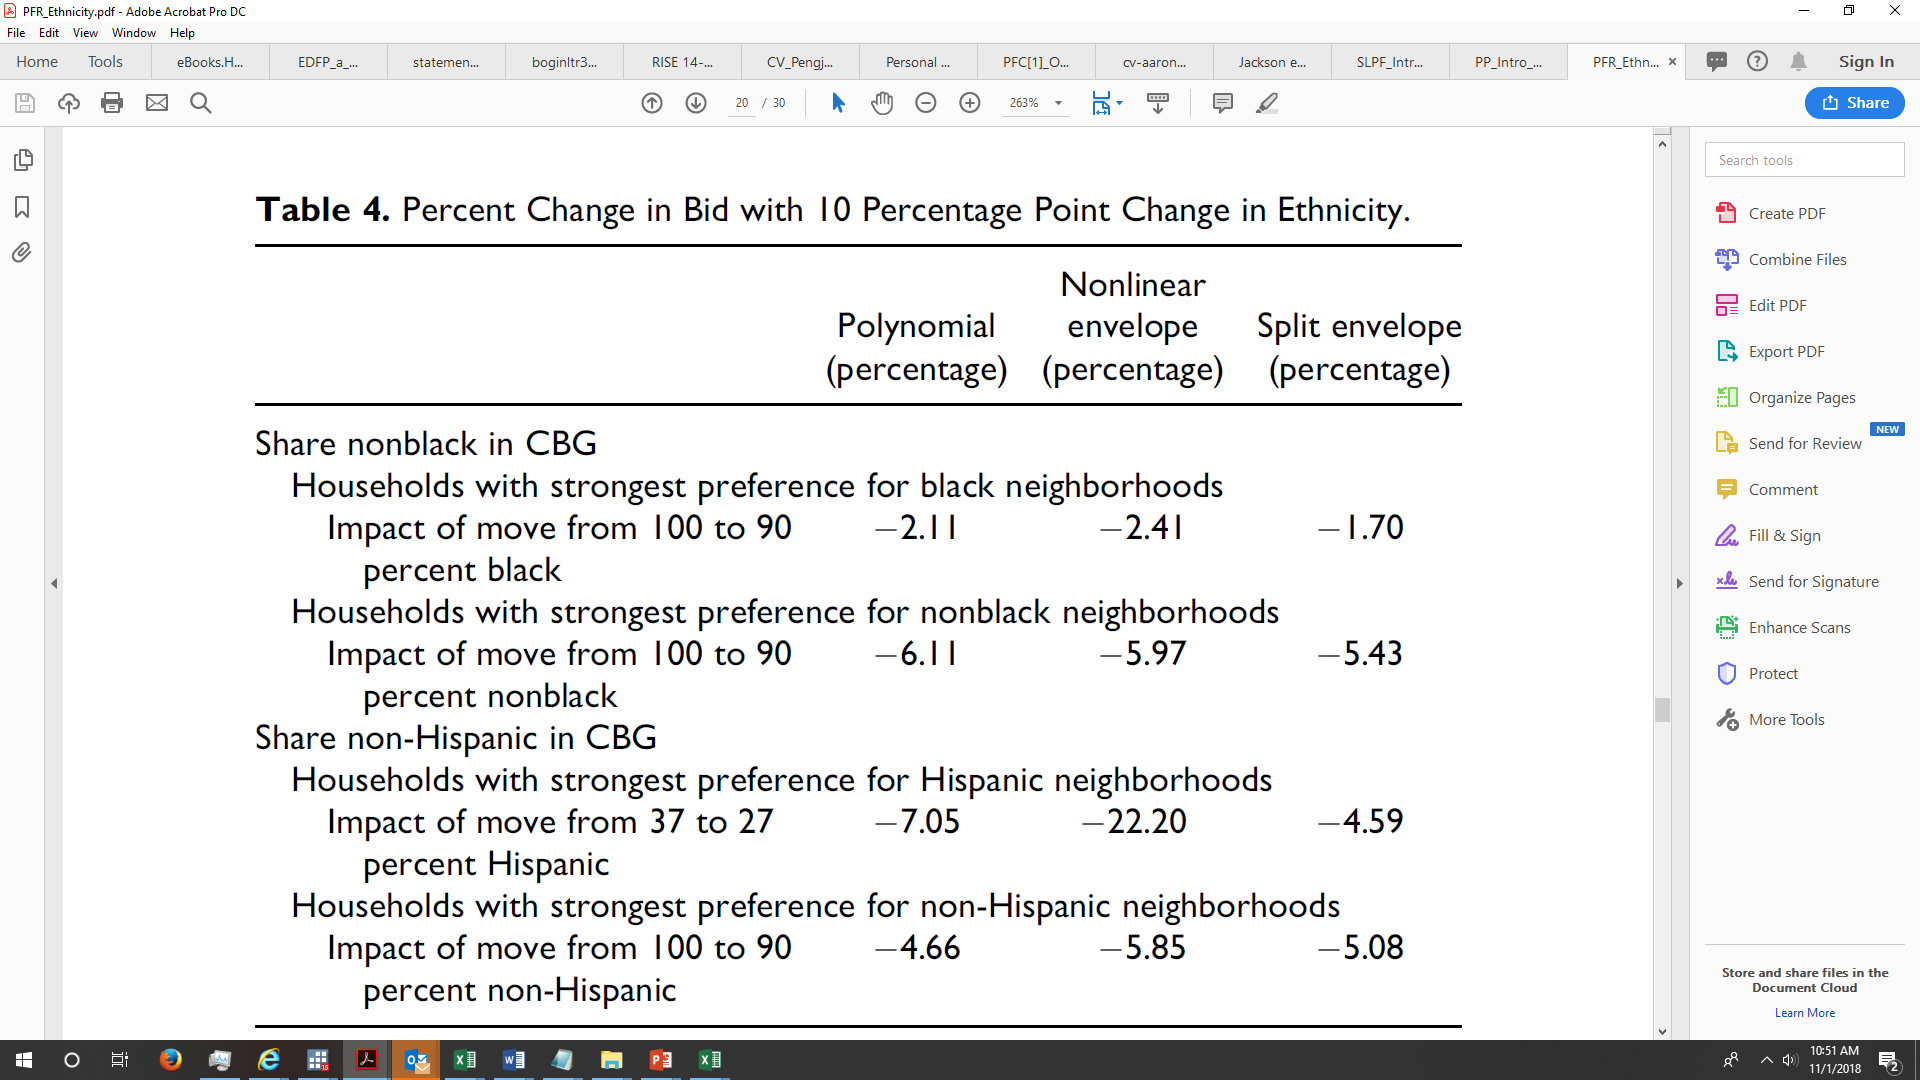 PFR_Ethnicity.pdf - Adobe Acrobat Pro DC
File Edit View Window Help
Home Tools eBooks.H... EDFP_a_... statemen... boginltr3... RISE 14-... CV_Pengj... Personal ... PFC[1]_O... cv-aaron... Jackson e... SLPF_Intr... PP_Intro_... PFR_Ethn... × Sign In
20 / 30 263% Share
Search tools
Create PDF
Combine Files
Edit PDF
Export PDF
Organize Pages
NEW
Send for Review
Comment
Fill & Sign
Send for Signature
Enhance Scans
Protect
More Tools
Store and share files in the
Document Cloud
Learn More
Table 4. Percent Change in Bid with 10 Percentage Point Change in Ethnicity.
Nonlinear
Polynomial envelope Split envelope
(percentage) (percentage) (percentage)
Share nonblack in CBG
Households with strongest preference for black neighborhoods
Impact of move from 100 to 90 −2.11 −2.41 −1.70
percent black
Households with strongest preference for nonblack neighborhoods
Impact of move from 100 to 90 −6.11 −5.97 −5.43
percent nonblack
Share non-Hispanic in CBG
Households with strongest preference for Hispanic neighborhoods
Impact of move from 37 to 27 −7.05 −22.20 −4.59
percent Hispanic
Households with strongest preference for non-Hispanic neighborhoods
Impact of move from 100 to 90 −4.66 −5.85 −5.08
percent non-Hispanic
10:51 AM
11/1/2018
2